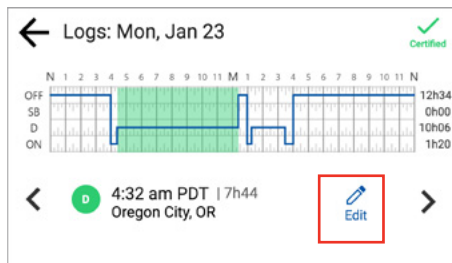 Logs: Mon, Jan 23
Certified
N 1 2 3 4 5 6 7 8 9 10 11 M 1 2 3 4 5 6 7 8 9 10 11 N
OFF 12h34
SB 0h00
D 10h06
ON 1h20
D 4:32 am PDT | 7h44
Oregon City, OR
Edit